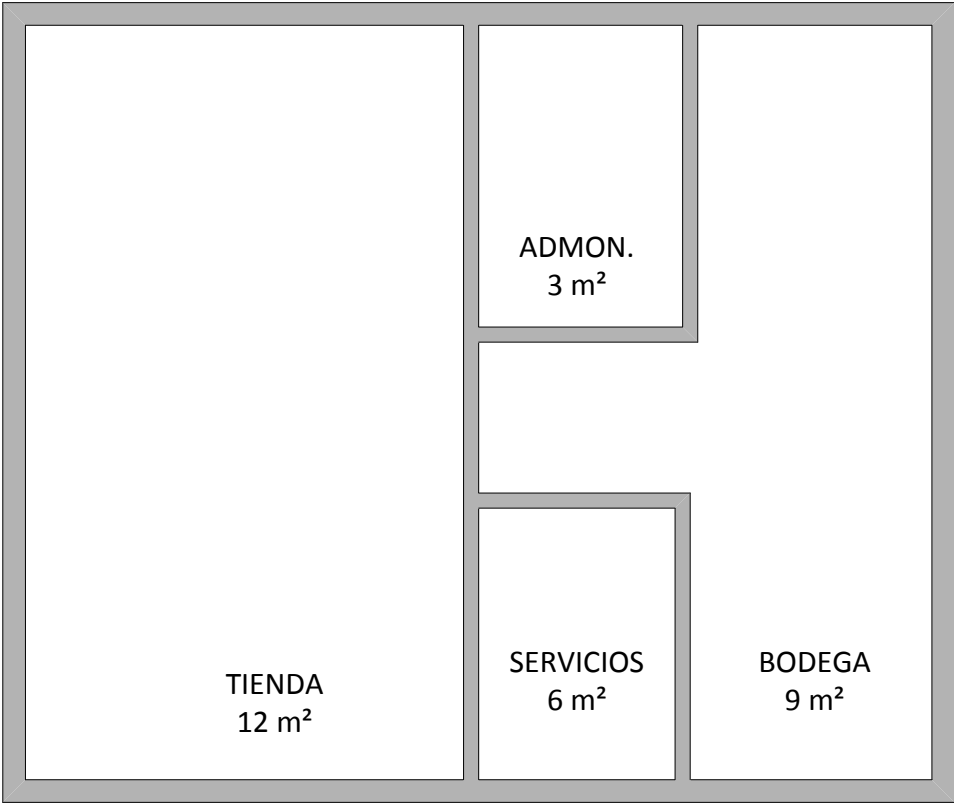 ADMON.
3 m²
SERVICIOS
6 m²
BODEGA
9 m²
TIENDA
12 m²